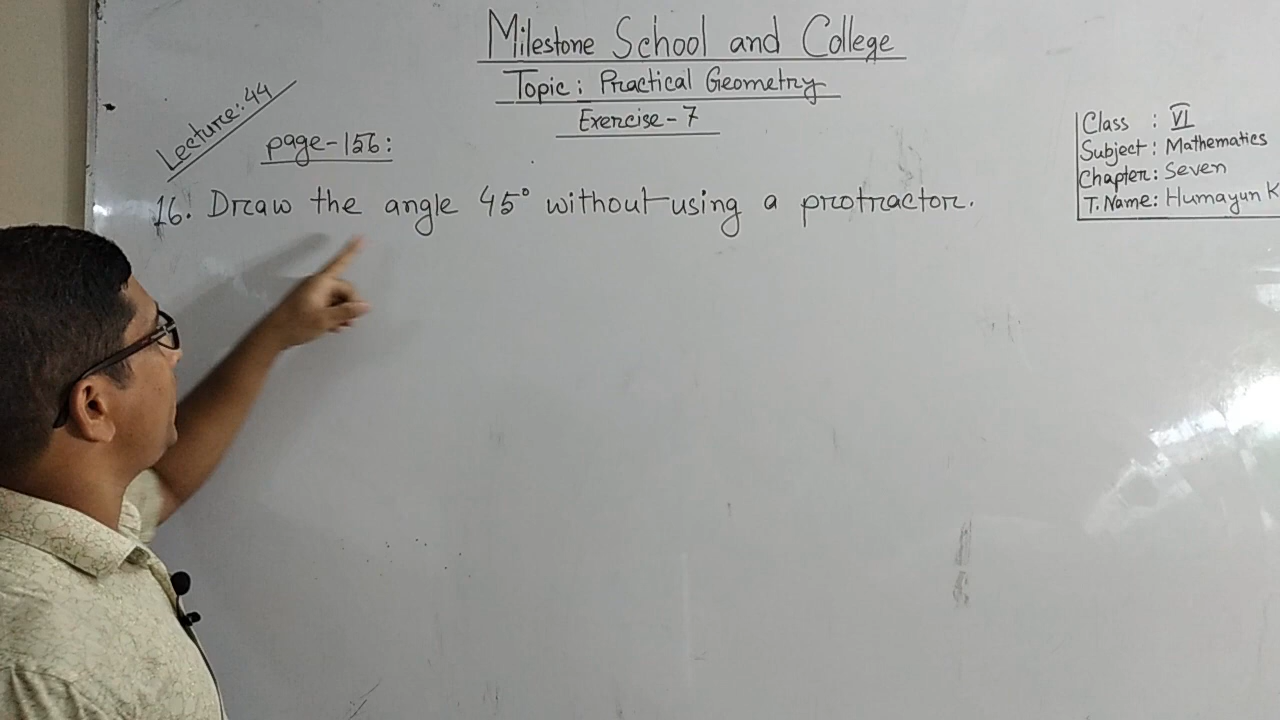 Milestone School and College
Topic: Practical Geometry
Exercise-7
Lecture: 44
page-156:
Class : VI
Subject: Mathematics
Chapter: Seven
T. Name: Humayun K
16. Draw the angle 45° without using a protractor.